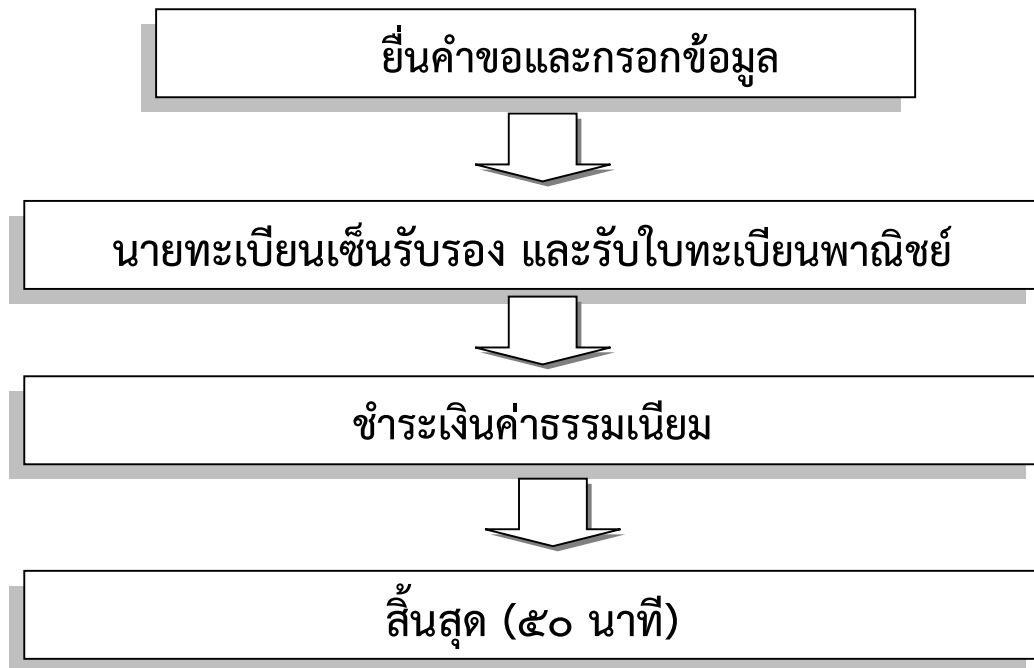 ยื่นคำขอและกรอกข้อมูล
นายทะเบียนเซ็นรับรอง และรับใบทะเบียนพาณิชย์
ชำระเงินค่าธรรมเนียม
สิ้นสุด (๕๐ นาที)